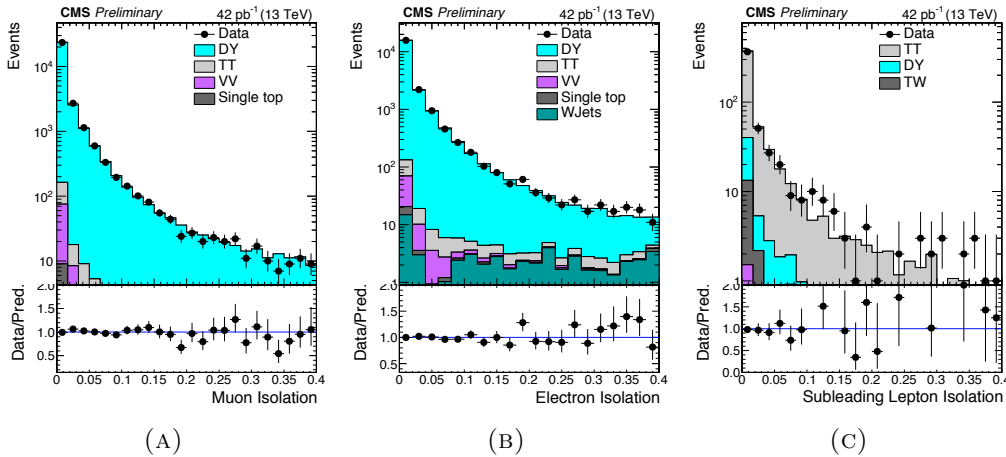 CMS Preliminary 42 pb⁻¹ (13 TeV)
Events
10⁴
10³
10²
10
Data
DY
TT
VV
Single top
Data/Pred.
2.0
1.5
1.0
0.5
0 0.05 0.1 0.15 0.2 0.25 0.3 0.35 0.4
Muon Isolation
(A)
CMS Preliminary 42 pb⁻¹ (13 TeV)
Events
10⁴
10³
10²
10
1
Data
DY
TT
VV
Single top
WJets
Data/Pred.
2.0
1.5
1.0
0.5
0 0.05 0.1 0.15 0.2 0.25 0.3 0.35 0.4
Electron Isolation
(B)
CMS Preliminary 42 pb⁻¹ (13 TeV)
Events
10²
10
1
Data
TT
DY
TW
Data/Pred.
2.0
1.5
1.0
0.5
0.0
0 0.05 0.1 0.15 0.2 0.25 0.3 0.35 0.4
Subleading Lepton Isolation
(C)